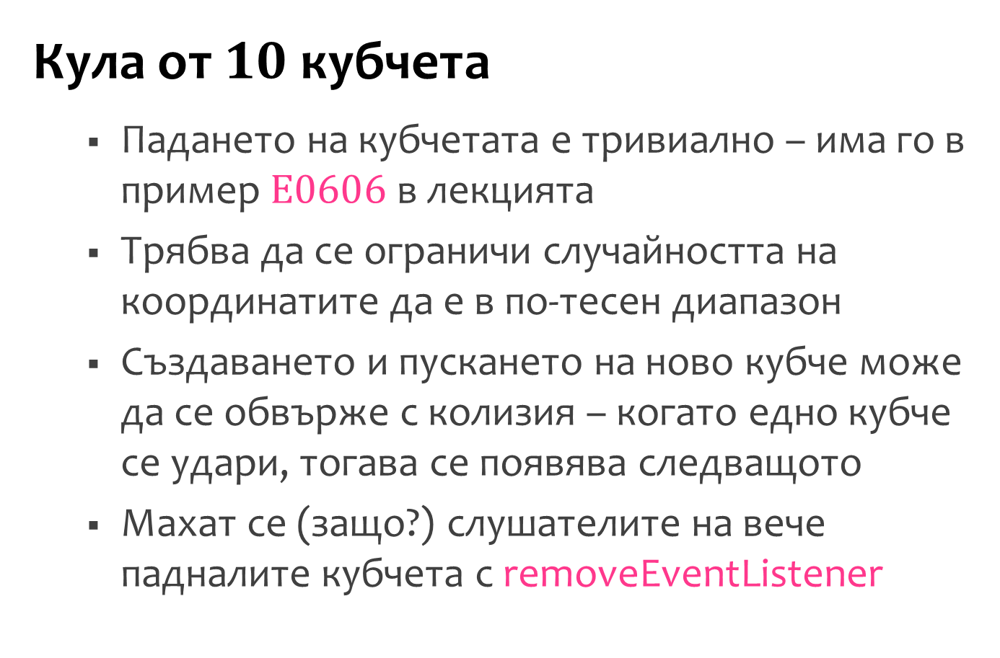 Кула от 10 кубчета
▪ Падането на кубчетата е тривиално – има го в
пример E0606 в лекцията
▪ Трябва да се ограничи случайността на
координатите да е в по-тесен диапазон
▪ Създаването и пускането на ново кубче може
да се обвърже с колизия – когато едно кубче
се удари, тогава се появява следващото
▪ Махат се (защо?) слушателите на вече
падналите кубчета с removeEventListener